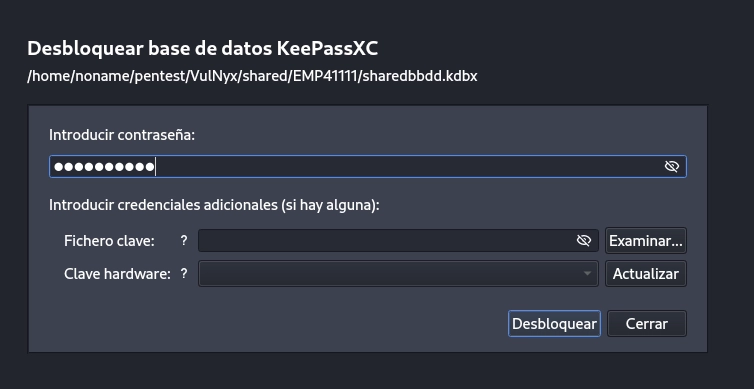 Desbloquear base de datos KeePassXC
/home/noname/pentest/VulNyx/shared/EMP41111/sharedbbdd.kdbx
Introducir contraseña:
●●●●●●●●●●
Introducir credenciales adicionales (si hay alguna):
Fichero clave: ? Examinar...
Clave hardware: ? Actualizar
Desbloquear Cerrar